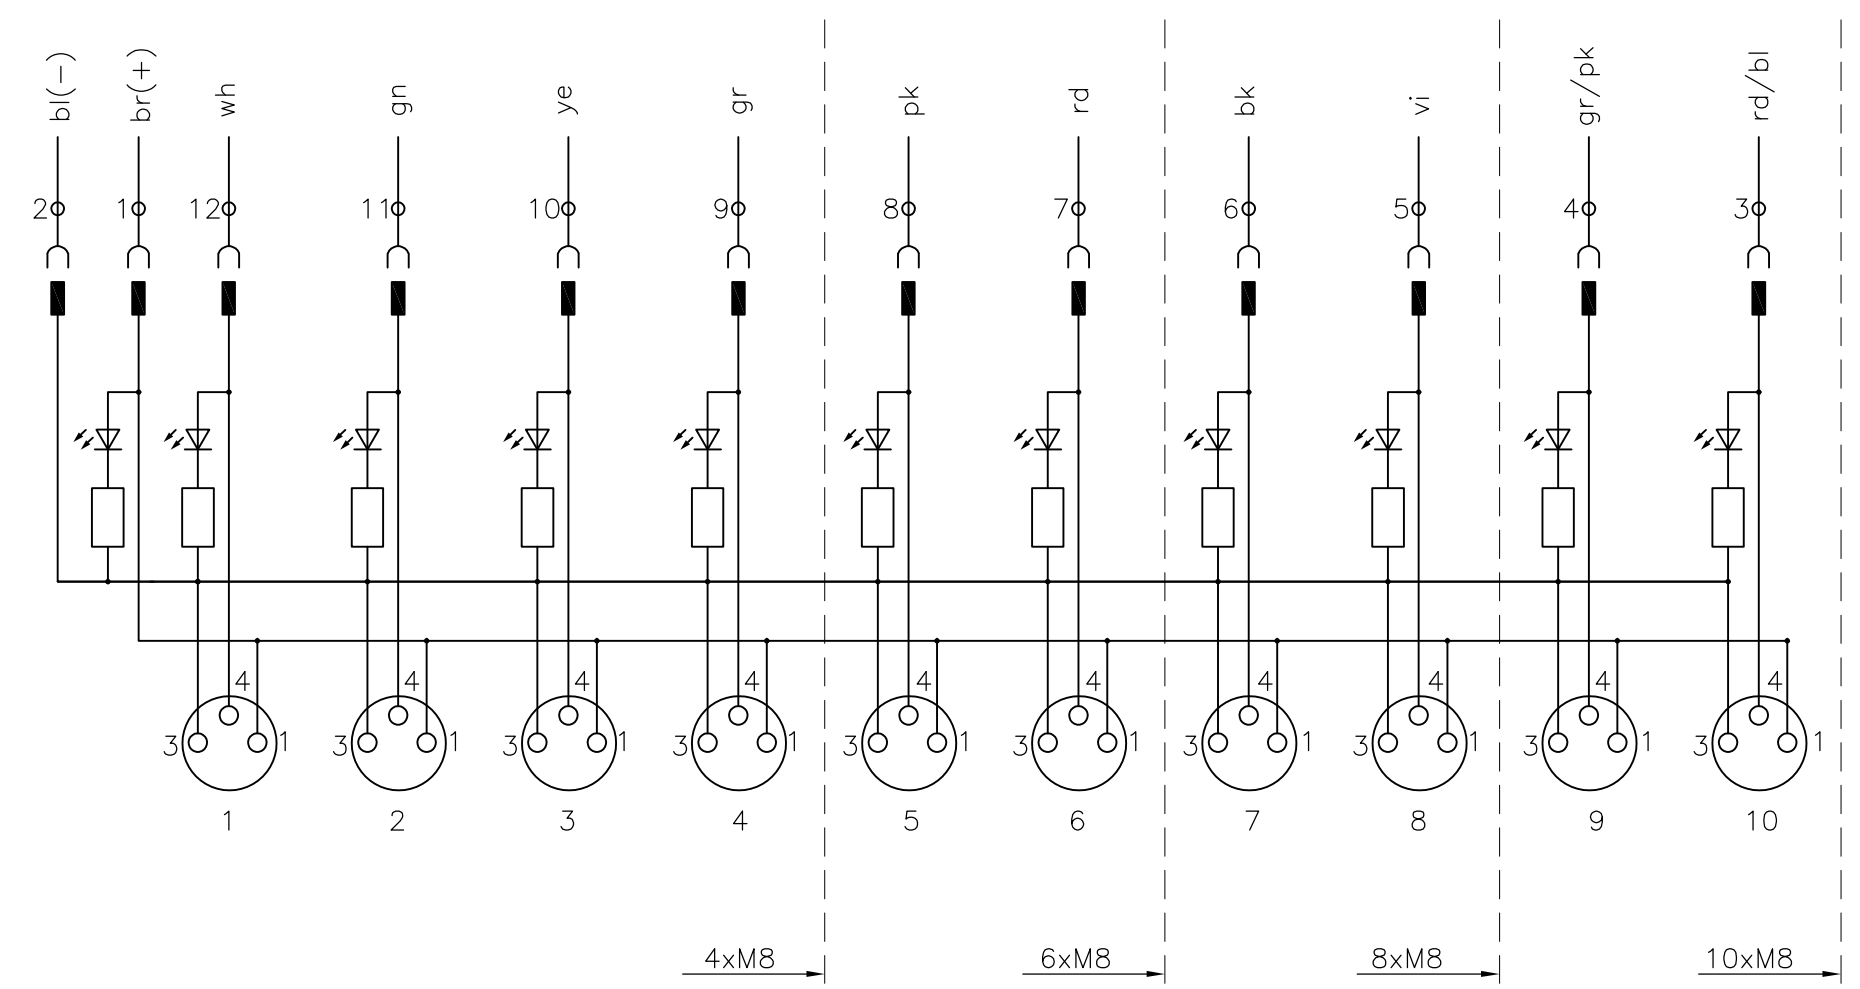 bl(−) br(+) wh gn ye gr pk rd bk vi gr/pk rd/bl
2 1 12 11 10 9 8 7 6 5 4 3
4 4 4 4 4 4 4 4 4 4
3 1 3 1 3 1 3 1 3 1 3 1 3 1 3 1 3 1 3 1
1 2 3 4 5 6 7 8 9 10
4xM8 6xM8 8xM8 10xM8